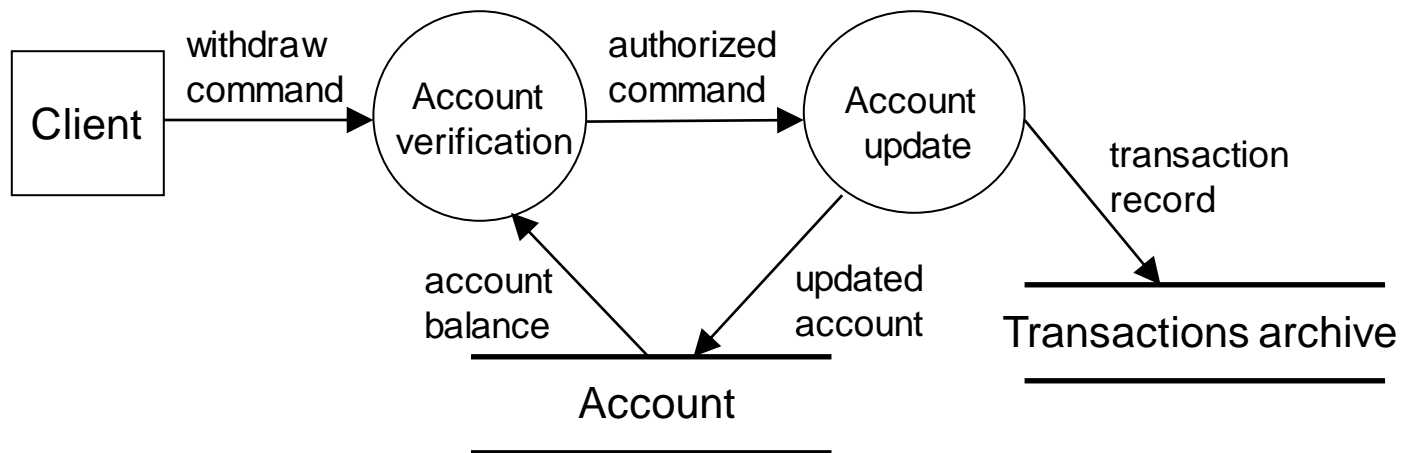 withdraw
command
Client
Account
verification
authorized
command
Account
update
transaction
record
account
balance
updated
account
Transactions archive
Account